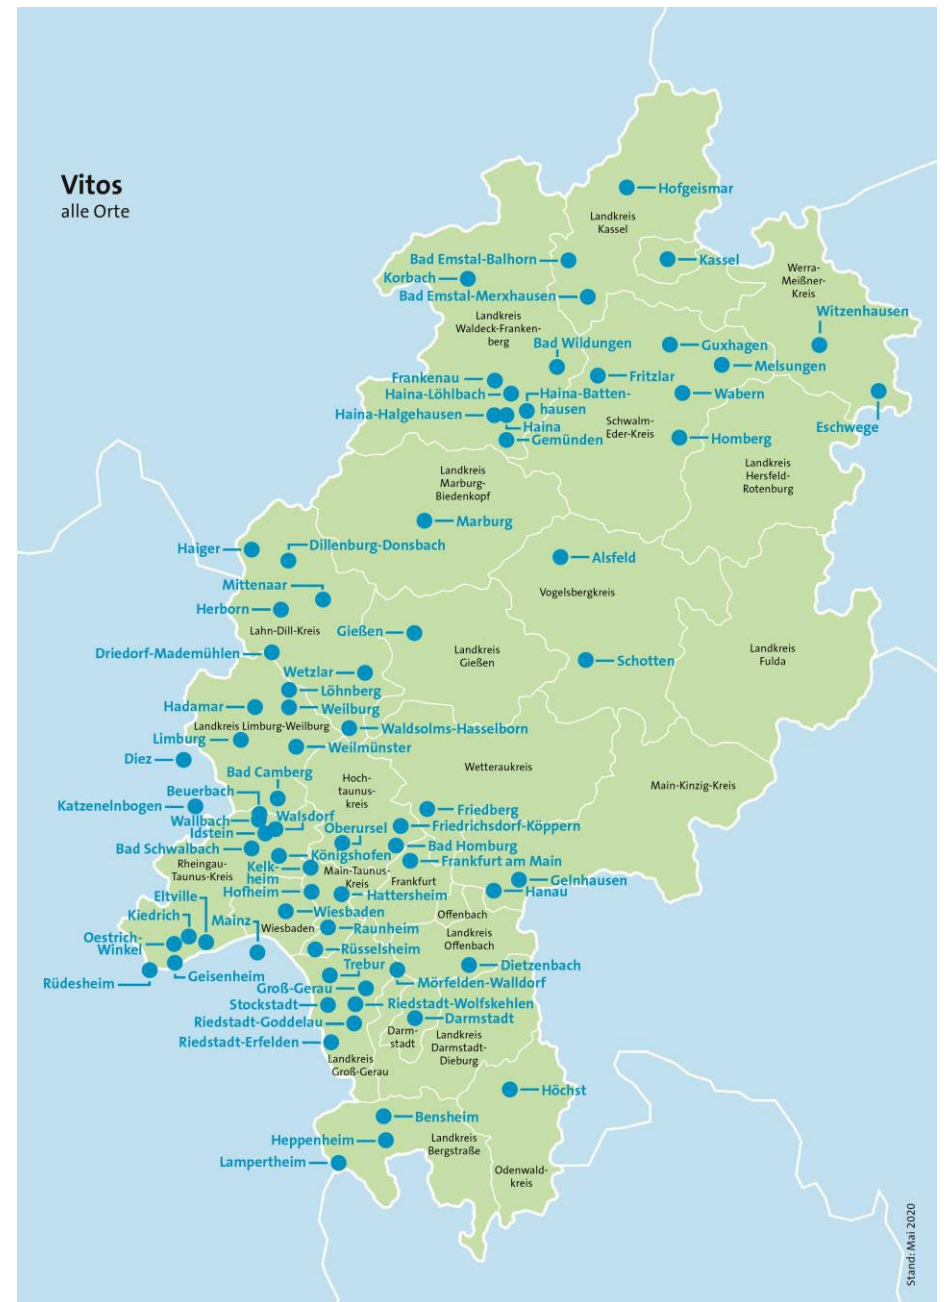 Vitos
alle Orte
Hofgeismar
Landkreis
Kassel
Bad Emstal-Balhorn
Kassel
Korbach
Werra-
Meißner-
Kreis
Bad Emstal-Merxhausen
Witzenhausen
Landkreis
Waldeck-Franken-
berg
Bad Wildungen
Guxhagen
Melsungen
Frankenau
Fritzlar
Haina-Löhlbach
Haina-Batten-
hausen
Wabern
Haina-Halgehausen
Haina
Schwalm-
Eder-Kreis
Eschwege
Gemünden
Homberg
Landkreis
Marburg-
Biedenkopf
Landkreis
Hersfeld-
Rotenburg
Marburg
Haiger
Dillenburg-Donsbach
Alsfeld
Mittenaar
Vogelsbergkreis
Herborn
Lahn-Dill-Kreis
Gießen
Driedorf-Mademühlen
Landkreis
Gießen
Landkreis
Fulda
Schotten
Wetzlar
Löhnberg
Hadamar
Weilburg
Landkreis Limburg-Weilburg
Waldsolms-Hasselborn
Limburg
Weilmünster
Diez
Wetteraukreis
Bad Camberg
Hoch-
taunus-
kreis
Main-Kinzig-Kreis
Beuerbach
Katzenelnbogen
Friedberg
Wallbach
Walsdorf
Friedrichsdorf-Köppern
Idstein
Oberursel
Bad Schwalbach
Königshofen
Bad Homburg
Rheingau-
Taunus-Kreis
Kelk-
heim
Main-Taunus-
Kreis
Frankfurt am Main
Frankfurt
Gelnhausen
Hofheim
Hattersheim
Hanau
Eltville
Kiedrich
Mainz
Wiesbaden
Offenbach
Wiesbaden
Raunheim
Landkreis
Offenbach
Oestrich-
Winkel
Rüsselsheim
Rüdesheim
Geisenheim
Trebur
Dietzenbach
Mörfelden-Walldorf
Groß-Gerau
Stockstadt
Riedstadt-Wolfskehlen
Riedstadt-Goddelau
Darmstadt
Darm-
stadt
Landkreis
Darmstadt-
Dieburg
Riedstadt-Erfelden
Landkreis
Groß-Gerau
Höchst
Bensheim
Heppenheim
Landkreis
Bergstraße
Lampertheim
Odenwald-
kreis
Stand: Mai 2020